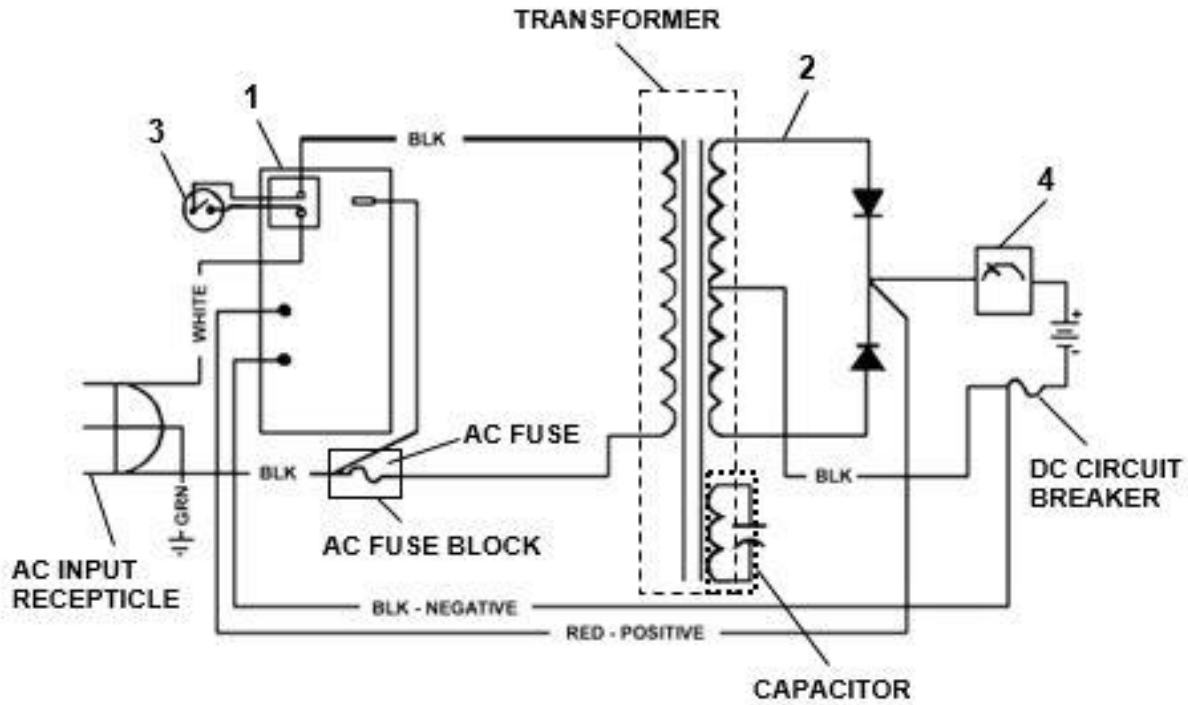 TRANSFORMER
2
1
BLK
3
4
WHITE
+
-
AC FUSE
BLK
BLK
DC CIRCUIT
BREAKER
GRN
AC FUSE BLOCK
AC INPUT
RECEPTICLE
BLK - NEGATIVE
RED - POSITIVE
CAPACITOR